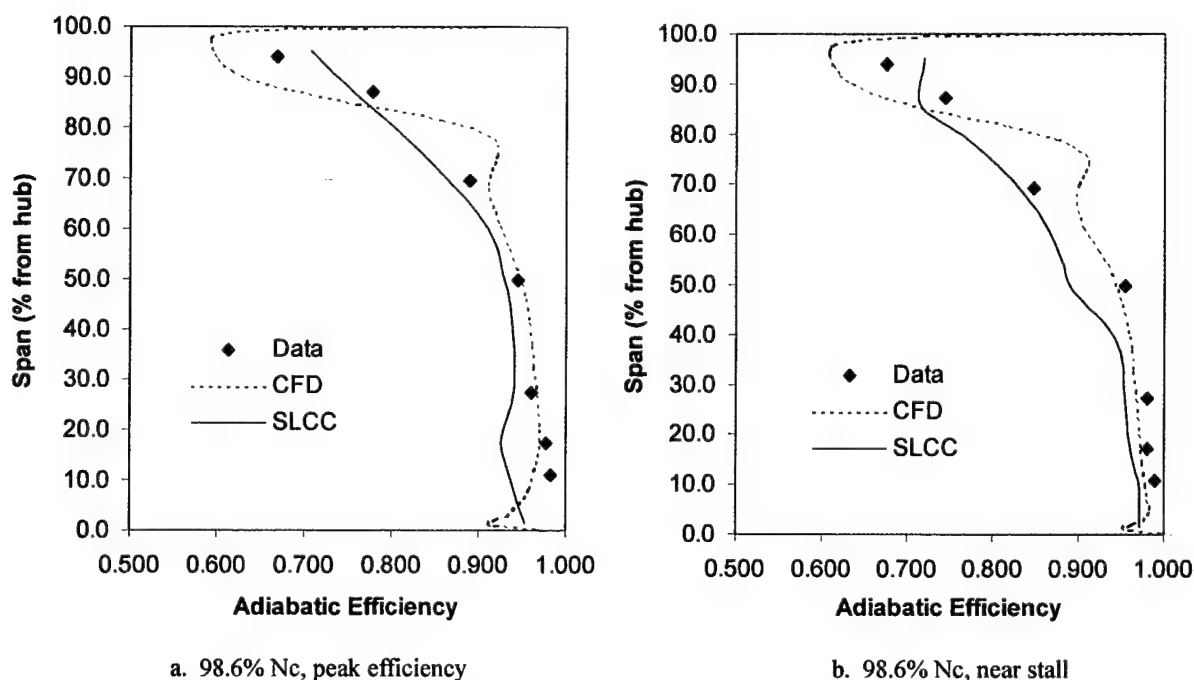 100.0
90.0
80.0
70.0
60.0
50.0
40.0
30.0
20.0
10.0
0.0
Span (% from hub)
Data
CFD
SLCC
0.500 0.600 0.700 0.800 0.900 1.000
Adiabatic Efficiency
a. 98.6% Nc, peak efficiency
100.0
90.0
80.0
70.0
60.0
50.0
40.0
30.0
20.0
10.0
0.0
Span (% from hub)
Data
CFD
SLCC
0.500 0.600 0.700 0.800 0.900 1.000
Adiabatic Efficiency
b. 98.6% Nc, near stall